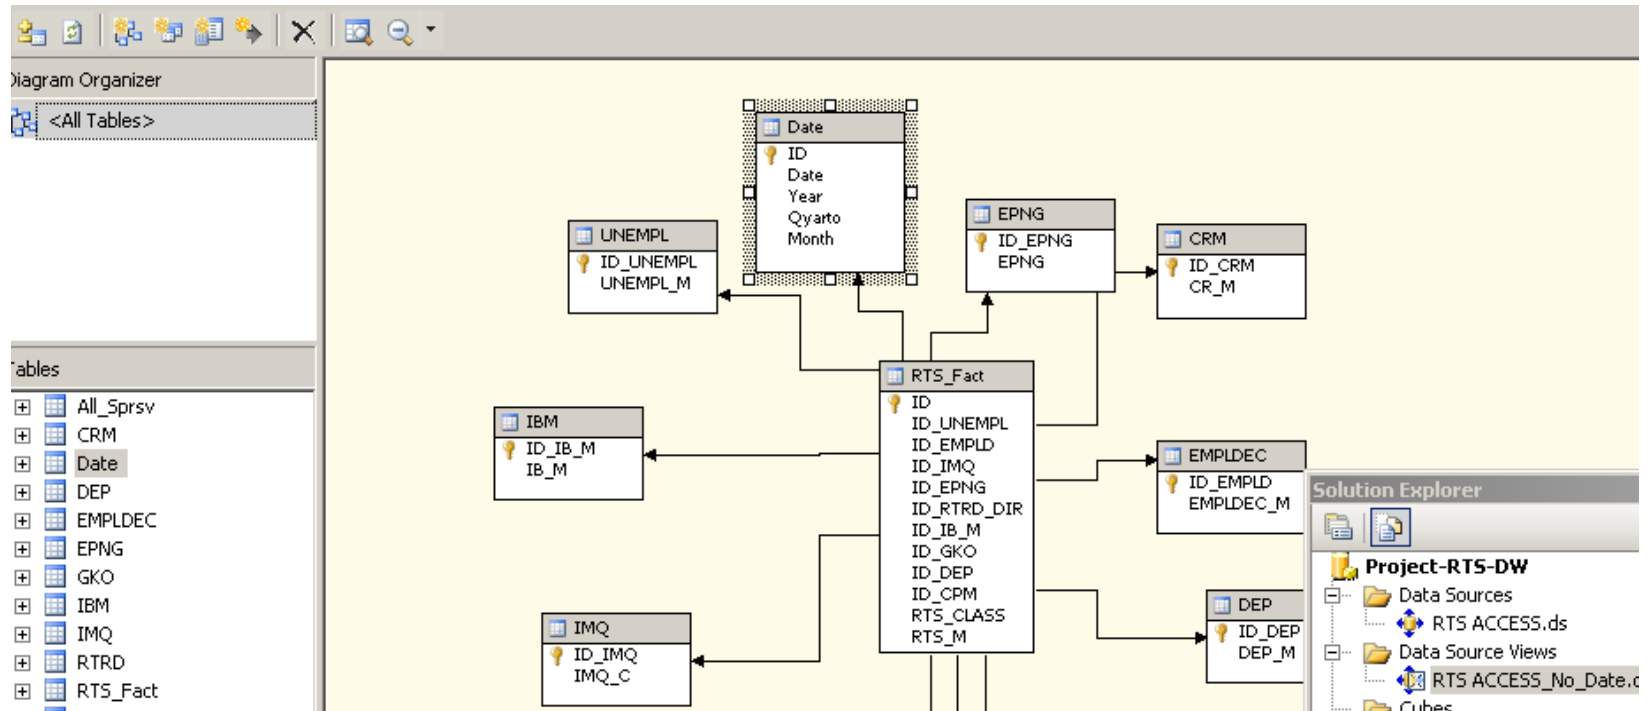 Diagram Organizer
<All Tables>
Tables
All_Sprsv
CRM
Date
DEP
EMPLDEC
EPNG
GKO
IBM
IMQ
RTRD
RTS_Fact
Date
ID
Date
Year
Qyarto
Month
UNEMPL
ID_UNEMPL
UNEMPL_M
EPNG
ID_EPNG
EPNG
CRM
ID_CRM
CR_M
RTS_Fact
ID
ID_UNEMPL
ID_EMPLD
ID_IMQ
ID_EPNG
ID_RTRD_DIR
ID_IB_M
ID_GKO
ID_DEP
ID_CPM
RTS_CLASS
RTS_M
IBM
ID_IB_M
IB_M
EMPLDEC
ID_EMPLD
EMPLDEC_M
IMQ
ID_IMQ
IMQ_C
DEP
ID_DEP
DEP_M
Solution Explorer
Project-RTS-DW
Data Sources
RTS ACCESS.ds
Data Source Views
RTS ACCESS_No_Date.d
Cubes